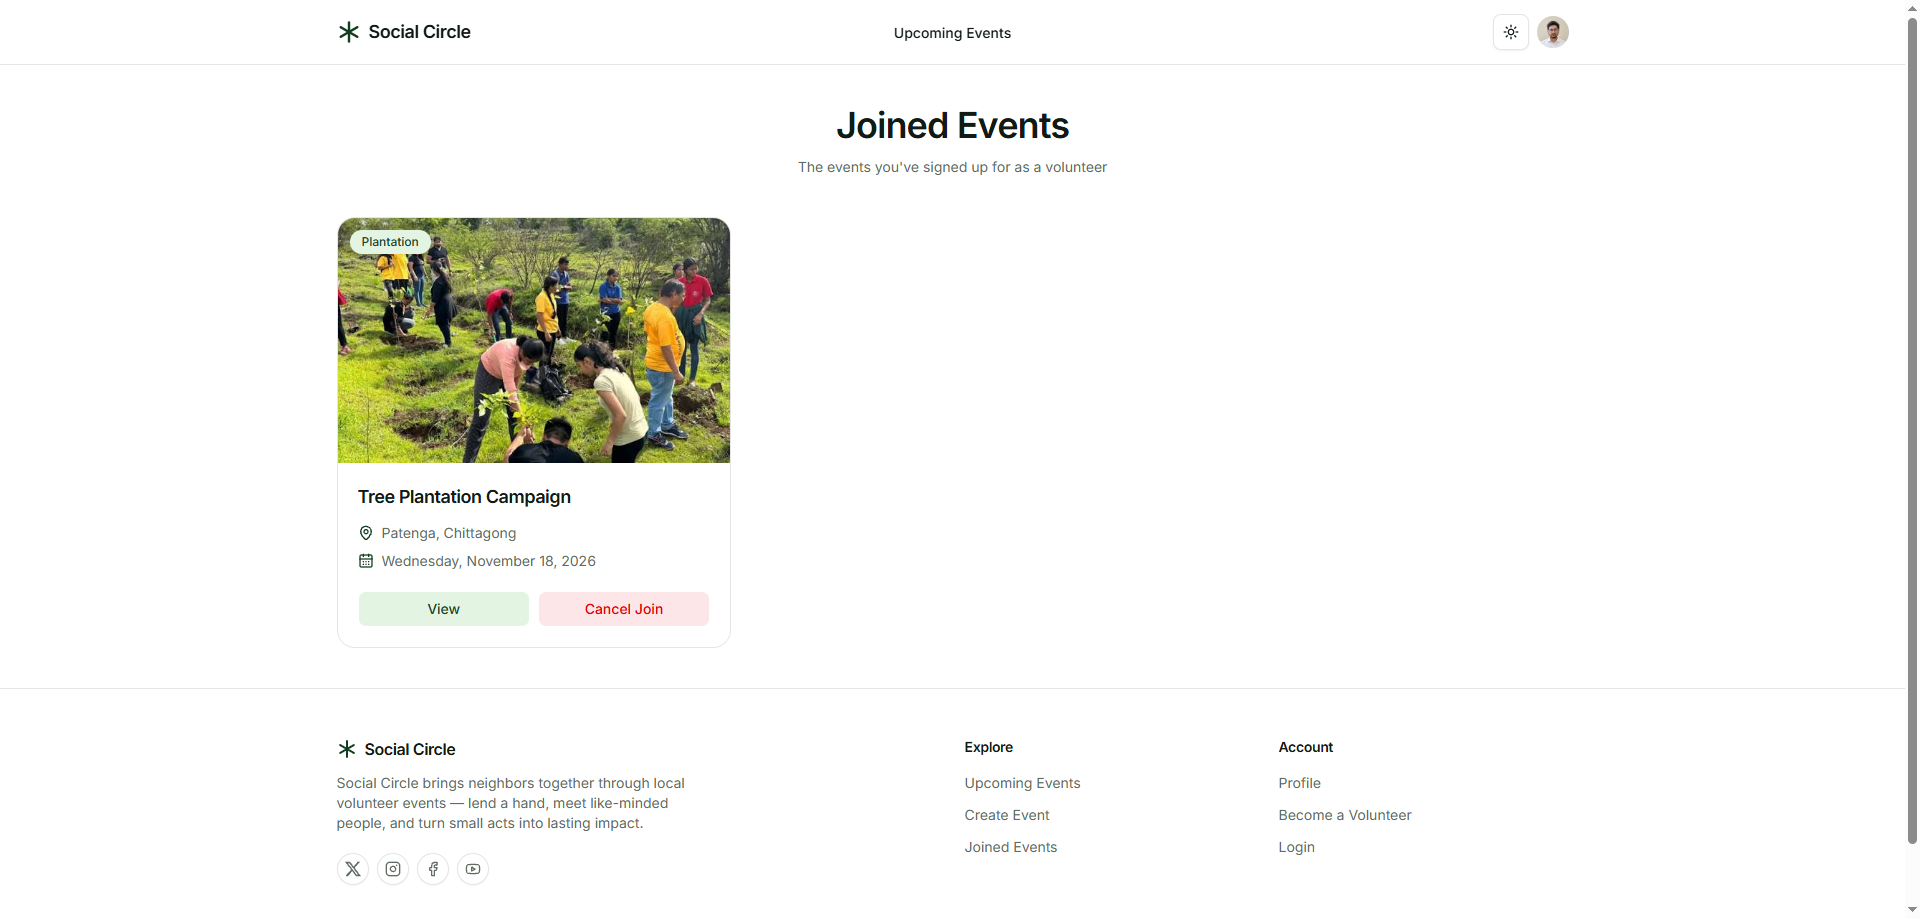 Social Circle
Upcoming Events
Joined Events
The events you've signed up for as a volunteer
Plantation
Tree Plantation Campaign
Patenga, Chittagong
Wednesday, November 18, 2026
View
Cancel Join
Social Circle
Social Circle brings neighbors together through local
volunteer events — lend a hand, meet like-minded
people, and turn small acts into lasting impact.
Explore
Upcoming Events
Create Event
Joined Events
Account
Profile
Become a Volunteer
Login